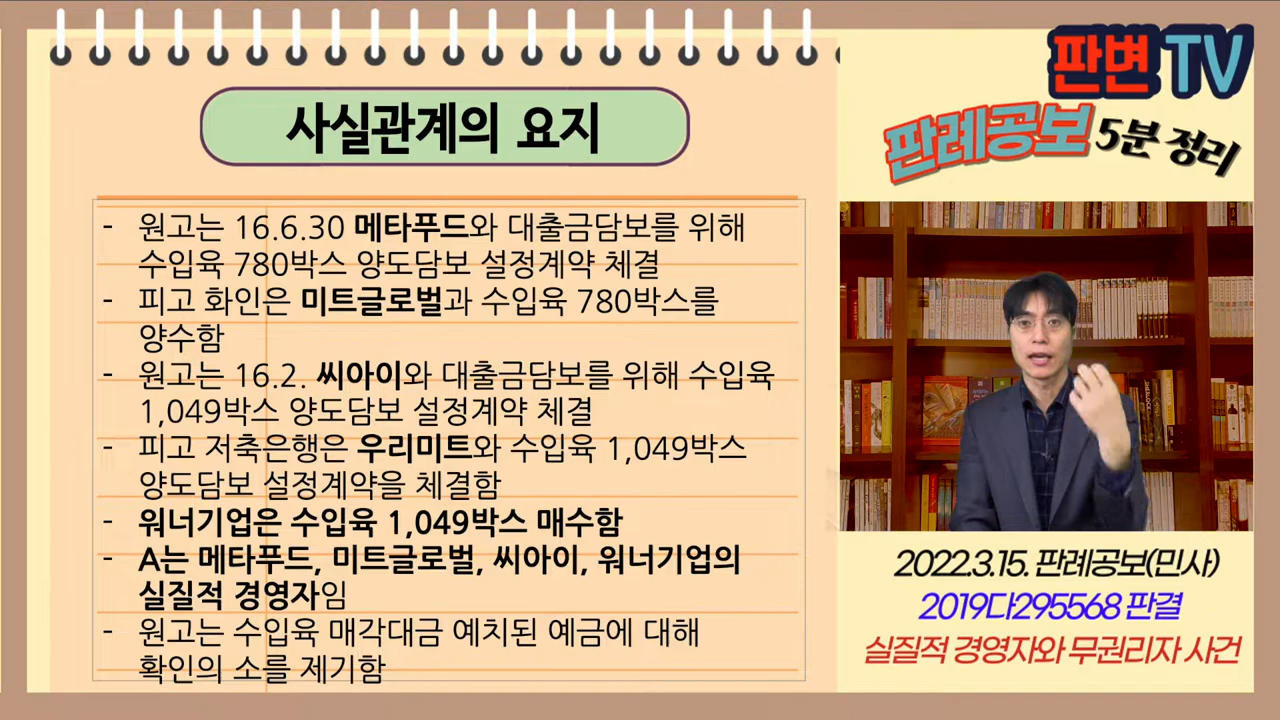 사실관계의 요지
- 원고는 16.6.30 메타푸드와 대출금담보를 위해
수입육 780박스 양도담보 설정계약 체결
- 피고 화인은 미트글로벌과 수입육 780박스를
양수함
- 원고는 16.2. 씨아이와 대출금담보를 위해 수입육
1,049박스 양도담보 설정계약 체결
- 피고 저축은행은 우리미트와 수입육 1,049박스
양도담보 설정계약을 체결함
- 워너기업은 수입육 1,049박스 매수함
- A는 메타푸드, 미트글로벌, 씨아이, 워너기업의
실질적 경영자임
- 원고는 수입육 매각대금 예치된 예금에 대해
확인의 소를 제기함
판변 TV
판례공보 5분 정리
2022.3.15. 판례공보(민사)
2019다295568 판결
실질적 경영자와 무권리자 사건